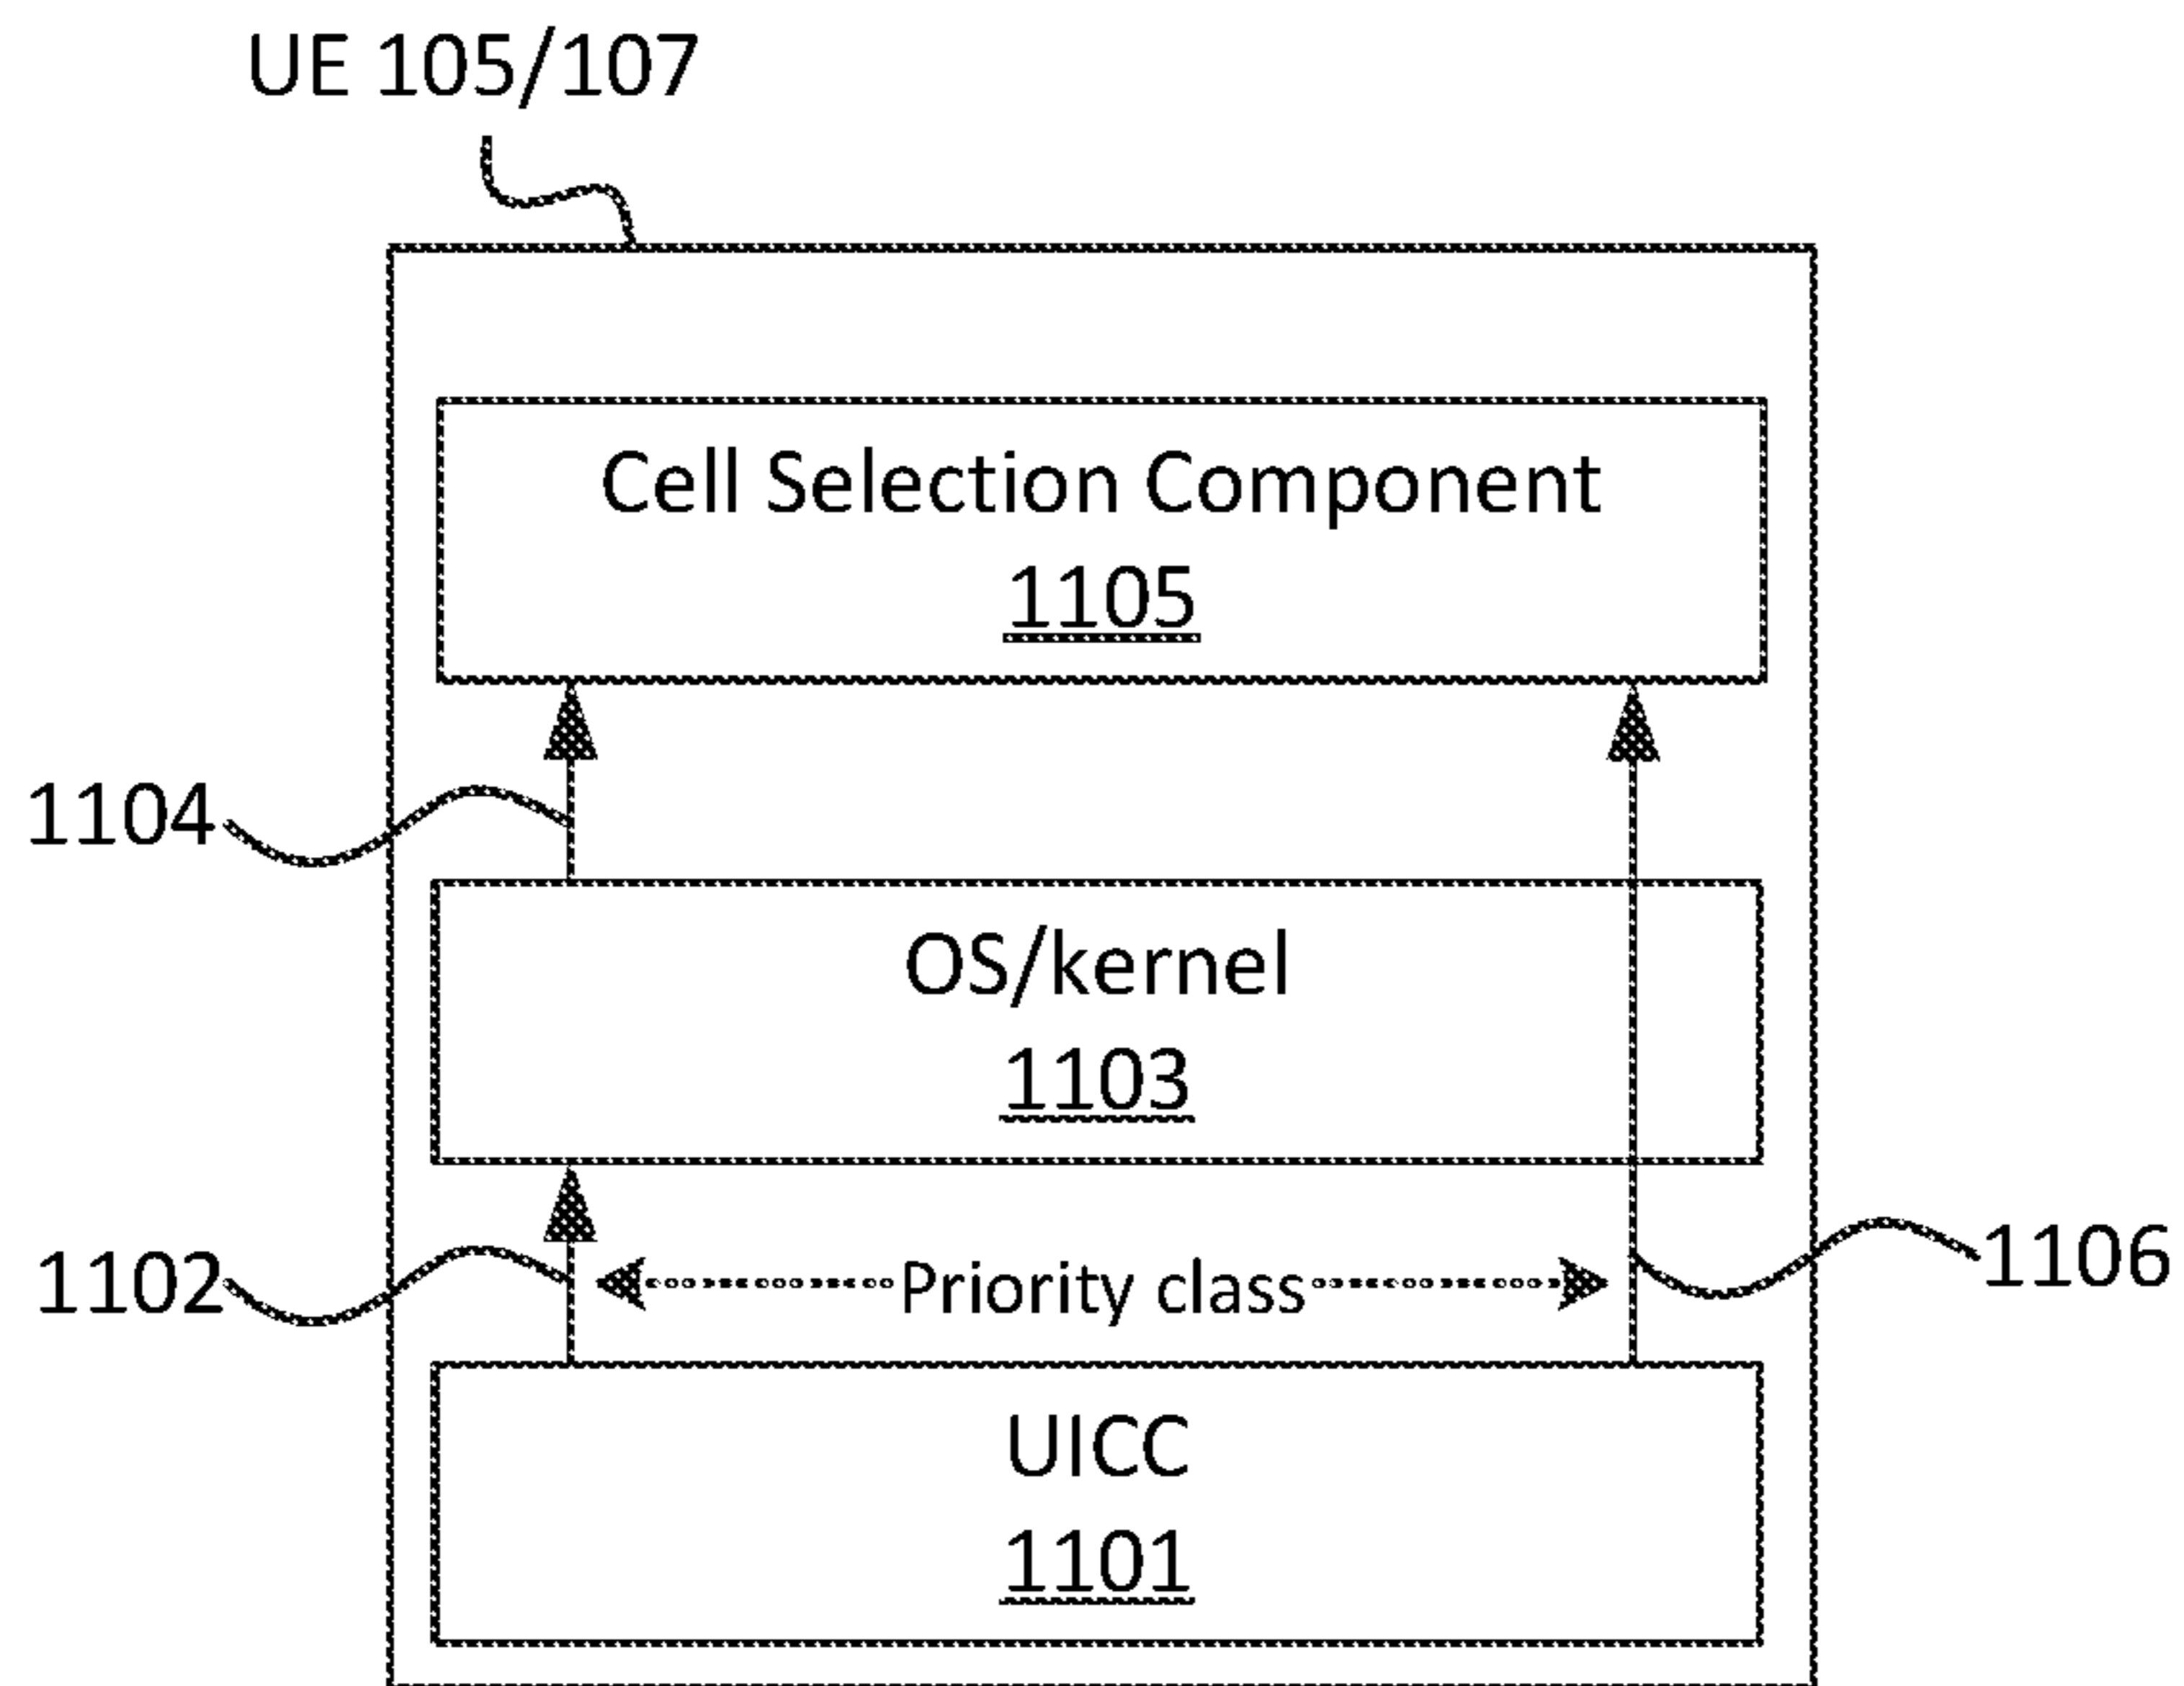 UE 105/107
Cell Selection Component
1105
1104
OS/kernel
1103
1102
Priority class
1106
UICC
1101